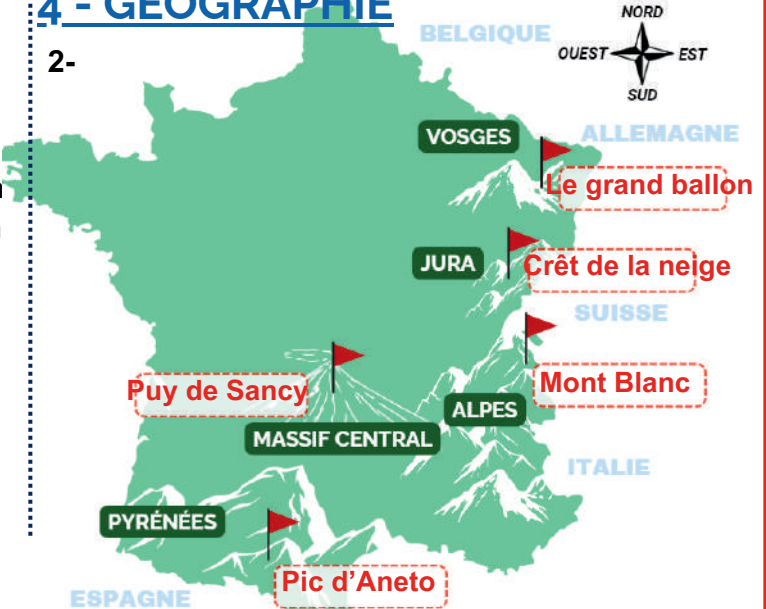 4 - GÉOGRAPHIE
2-
NORD
OUEST
EST
SUD
BELGIQUE
ALLEMAGNE
VOSGES
Le grand ballon
JURA
Crêt de la neige
SUISSE
Puy de Sancy
Mont Blanc
ALPES
MASSIF CENTRAL
ITALIE
PYRÉNÉES
Pic d’Aneto
ESPAGNE